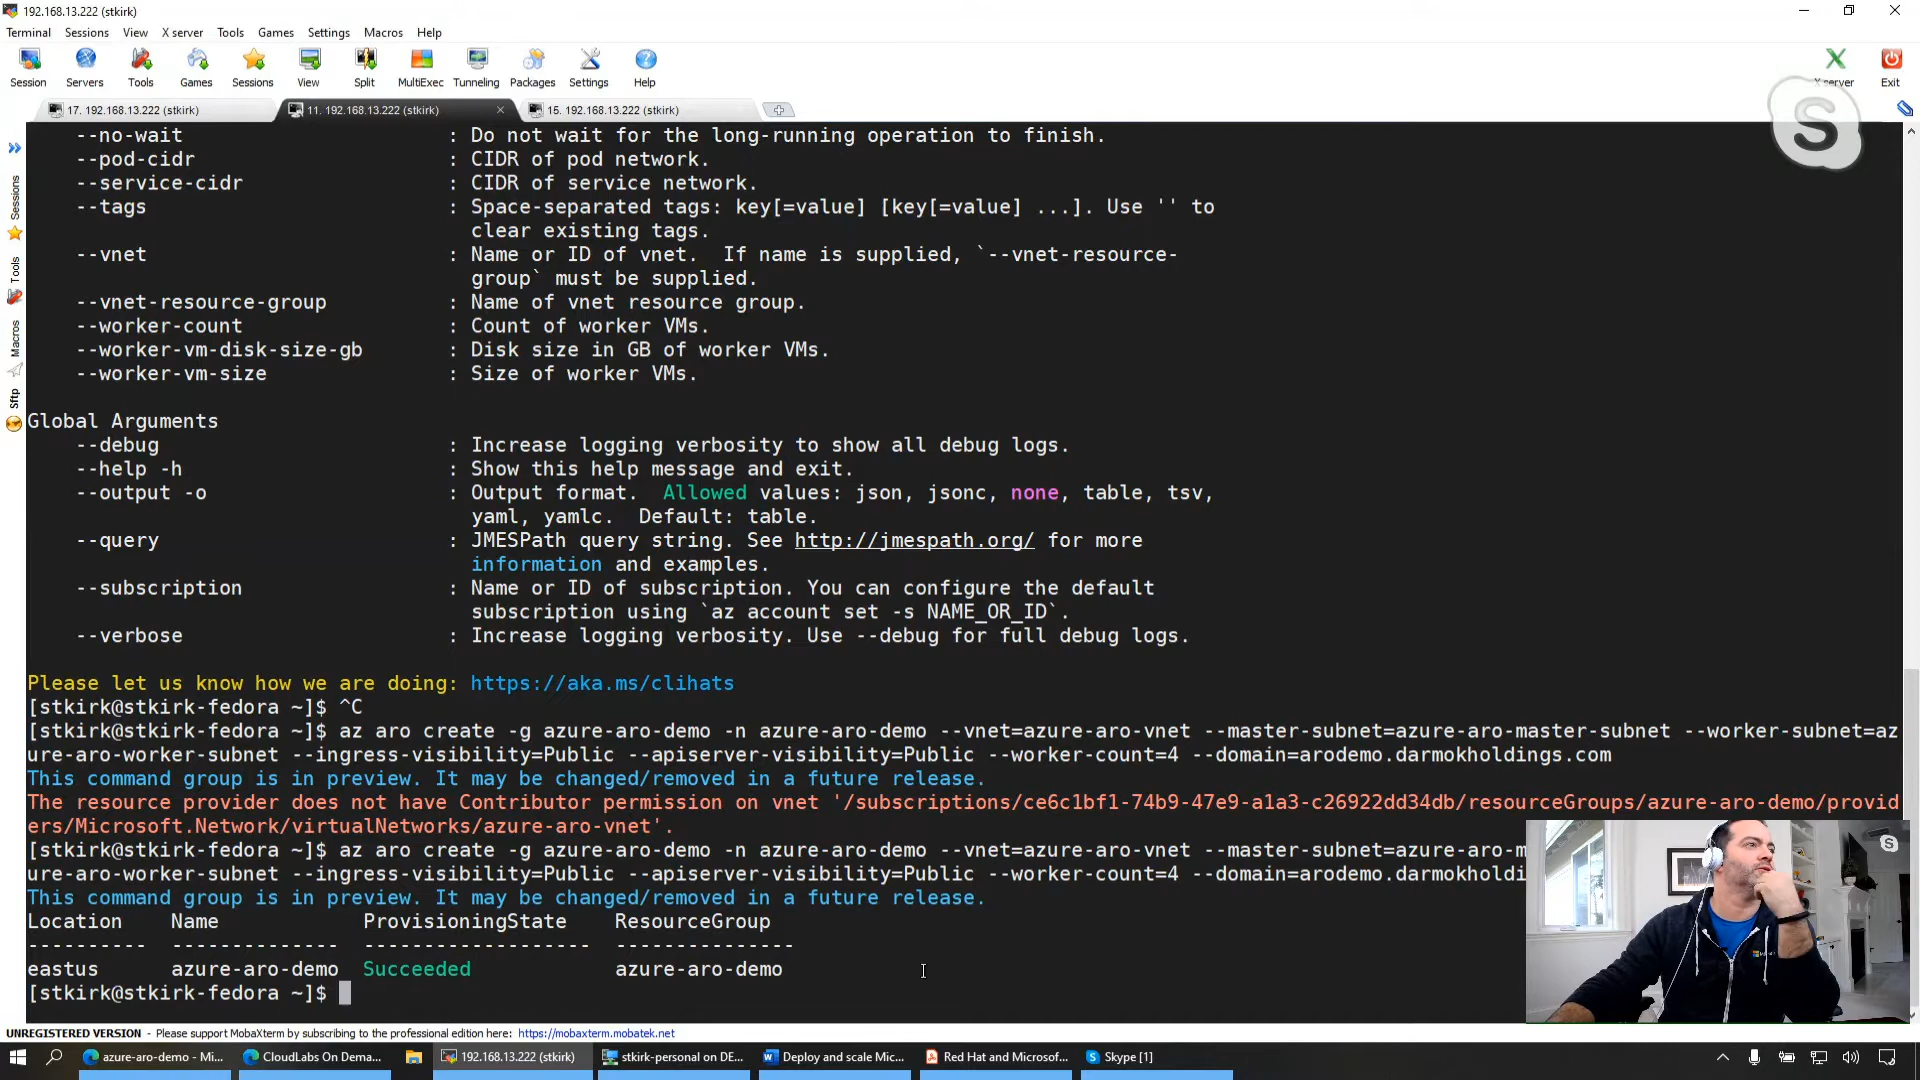 192.168.13.222 (stkirk)
Terminal Sessions View X server Tools Games Settings Macros Help
Session Servers Tools Games Sessions View Split MultiExec Tunneling Packages Settings Help X server Exit
17. 192.168.13.222 (stkirk) 11. 192.168.13.222 (stkirk) 15. 192.168.13.222 (stkirk)
Sessions
Tools
Macros
Sftp
--no-wait : Do not wait for the long-running operation to finish.
--pod-cidr : CIDR of pod network.
--service-cidr : CIDR of service network.
--tags : Space-separated tags: key[=value] [key[=value] ...]. Use '' to
clear existing tags.
--vnet : Name or ID of vnet. If name is supplied, `--vnet-resource-
group` must be supplied.
--vnet-resource-group : Name of vnet resource group.
--worker-count : Count of worker VMs.
--worker-vm-disk-size-gb : Disk size in GB of worker VMs.
--worker-vm-size : Size of worker VMs.
Global Arguments
--debug : Increase logging verbosity to show all debug logs.
--help -h : Show this help message and exit.
--output -o : Output format. Allowed values: json, jsonc, none, table, tsv,
yaml, yamlc. Default: table.
--query : JMESPath query string. See http://jmespath.org/ for more
information and examples.
--subscription : Name or ID of subscription. You can configure the default
subscription using `az account set -s NAME_OR_ID`.
--verbose : Increase logging verbosity. Use --debug for full debug logs.
Please let us know how we are doing: https://aka.ms/clihats
[stkirk@stkirk-fedora ~]$ ^C
[stkirk@stkirk-fedora ~]$ az aro create -g azure-aro-demo -n azure-aro-demo --vnet=azure-aro-vnet --master-subnet=azure-aro-master-subnet --worker-subnet=az
ure-aro-worker-subnet --ingress-visibility=Public --apiserver-visibility=Public --worker-count=4 --domain=arodemo.darmokholdings.com
This command group is in preview. It may be changed/removed in a future release.
The resource provider does not have Contributor permission on vnet '/subscriptions/ce6c1bf1-74b9-47e9-a1a3-c26922dd34db/resourceGroups/azure-aro-demo/provid
ers/Microsoft.Network/virtualNetworks/azure-aro-vnet'.
[stkirk@stkirk-fedora ~]$ az aro create -g azure-aro-demo -n azure-aro-demo --vnet=azure-aro-vnet --master-subnet=azure-aro-m
ure-aro-worker-subnet --ingress-visibility=Public --apiserver-visibility=Public --worker-count=4 --domain=arodemo.darmokholdi
This command group is in preview. It may be changed/removed in a future release.
Location Name ProvisioningState ResourceGroup
---------- -------------- ------------------- ---------------
eastus azure-aro-demo Succeeded azure-aro-demo
[stkirk@stkirk-fedora ~]$
UNREGISTERED VERSION - Please support MobaXterm by subscribing to the professional edition here: https://mobaxterm.mobatek.net
azure-aro-demo - Mi... CloudLabs On Dema... 192.168.13.222 (stkirk) stkirk-personal on DE... Deploy and scale Mic... Red Hat and Microsof... Skype [1]